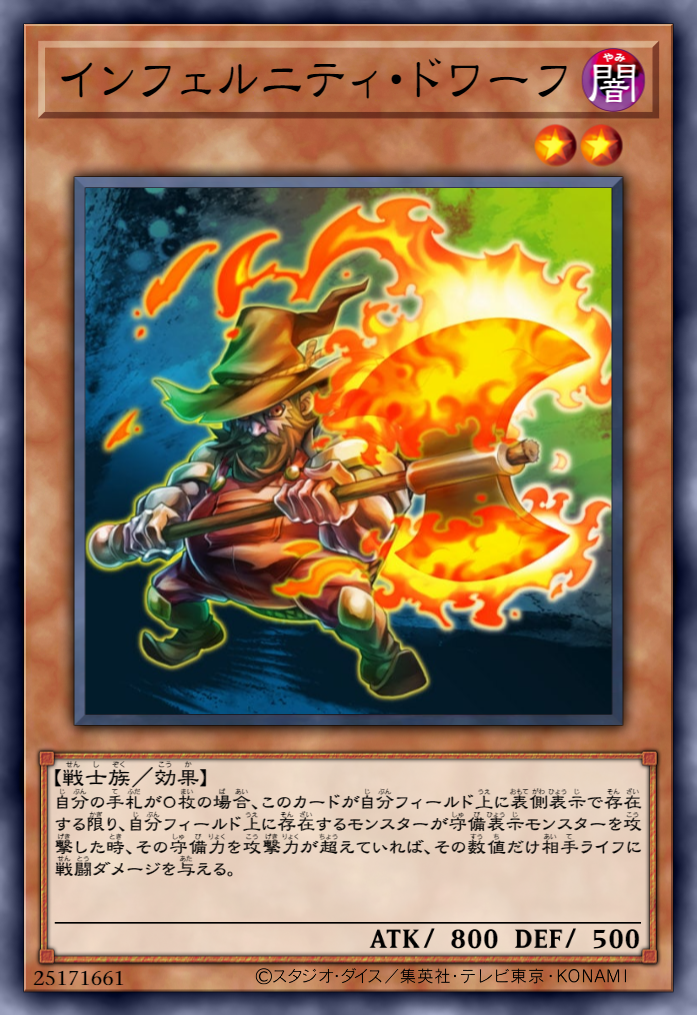 インフェルニティ・ドワーフ
やみ
闇
【戦士族／効果】
自分の手札が０枚の場合、このカードが自分フィールド上に表側表示で存在
する限り、自分フィールド上に存在するモンスターが守備表示モンスターを攻
撃した時、その守備力を攻撃力が超えていれば、その数値だけ相手ライフに
戦闘ダメージを与える。
ATK/ 800 DEF/ 500
25171661
©スタジオ・ダイス／集英社・テレビ東京・KONAMI